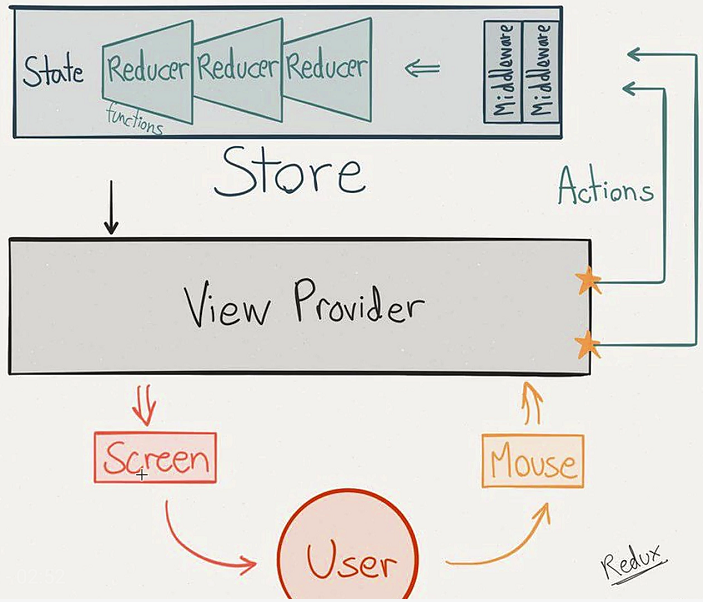 State
Reducer
Reducer
Reducer
functions
Middleware
Middleware
Store
Actions
View Provider
Screen
Mouse
User
Redux